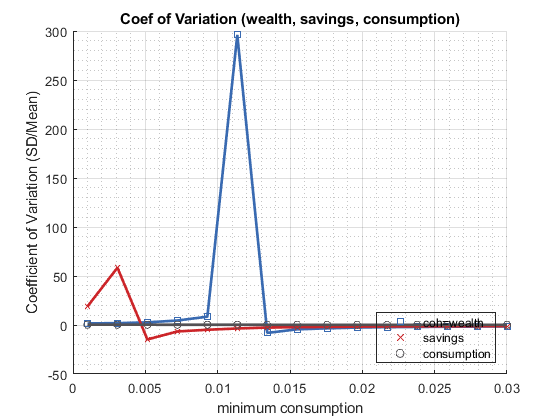 Coef of Variation (wealth, savings, consumption)
Coefficient of Variation (SD/Mean)
300
250
200
150
100
50
0
-50
0 0.005 0.01 0.015 0.02 0.025 0.03
minimum consumption
coh=wealth
savings
consumption